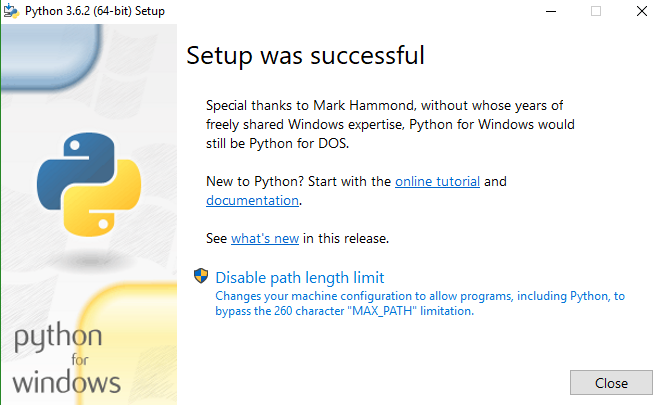 Python 3.6.2 (64-bit) Setup
Setup was successful
Special thanks to Mark Hammond, without whose years of
freely shared Windows expertise, Python for Windows would
still be Python for DOS.
New to Python? Start with the online tutorial and
documentation.
See what's new in this release.
Disable path length limit
Changes your machine configuration to allow programs, including Python, to
bypass the 260 character "MAX_PATH" limitation.
python
for
windows
Close